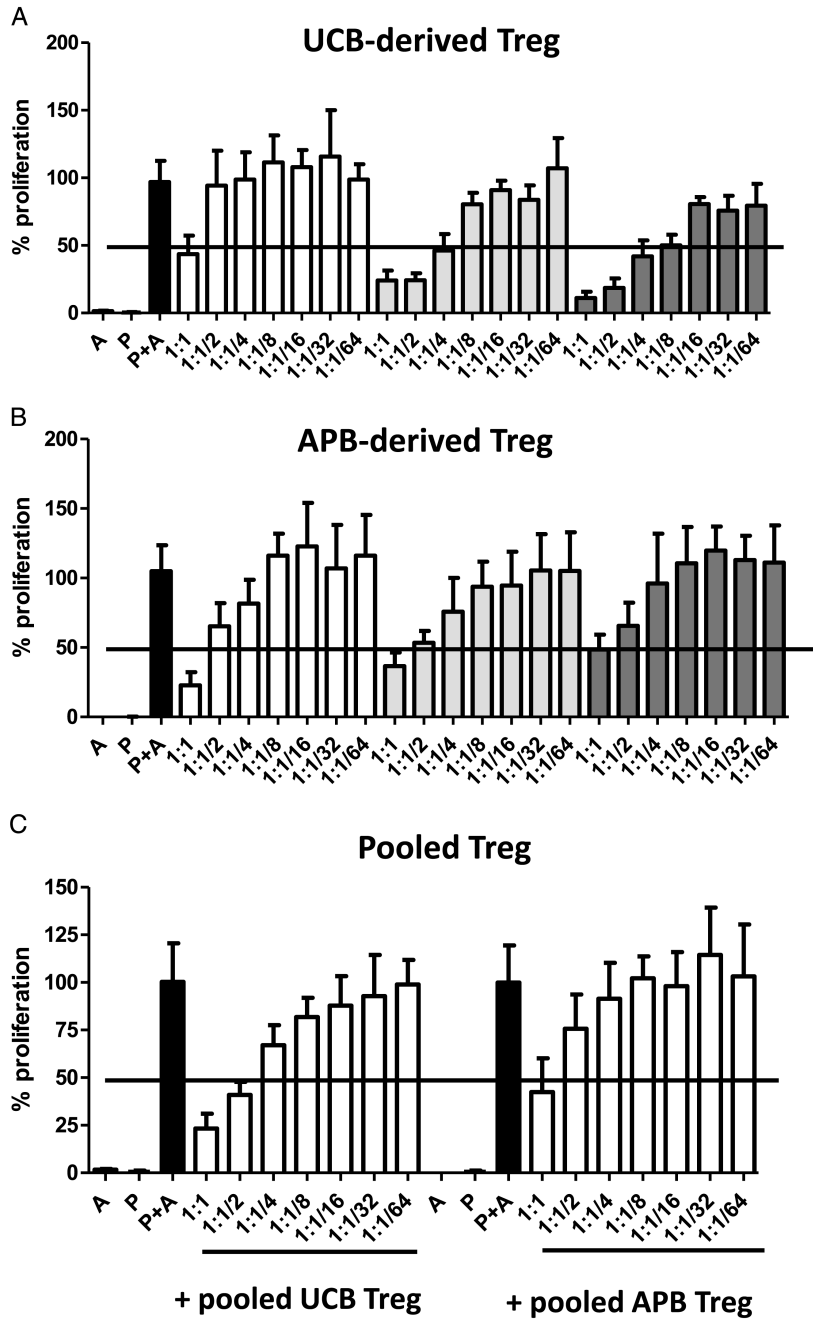 A
UCB-derived Treg
% proliferation
200
150
100
50
0
A P P+A 1:1 1:1/2 1:1/4 1:1/8 1:1/16 1:1/32 1:1/64 1:1 1:1/2 1:1/4 1:1/8 1:1/16 1:1/32 1:1/64 1:1 1:1/2 1:1/4 1:1/8 1:1/16 1:1/32 1:1/64
B
APB-derived Treg
% proliferation
200
150
100
50
0
A P P+A 1:1 1:1/2 1:1/4 1:1/8 1:1/16 1:1/32 1:1/64 1:1 1:1/2 1:1/4 1:1/8 1:1/16 1:1/32 1:1/64 1:1 1:1/2 1:1/4 1:1/8 1:1/16 1:1/32 1:1/64
C
Pooled Treg
% proliferation
150
125
100
75
50
25
0
A P P+A 1:1 1:1/2 1:1/4 1:1/8 1:1/16 1:1/32 1:1/64 A P P+A 1:1 1:1/2 1:1/4 1:1/8 1:1/16 1:1/32 1:1/64
+ pooled UCB Treg + pooled APB Treg